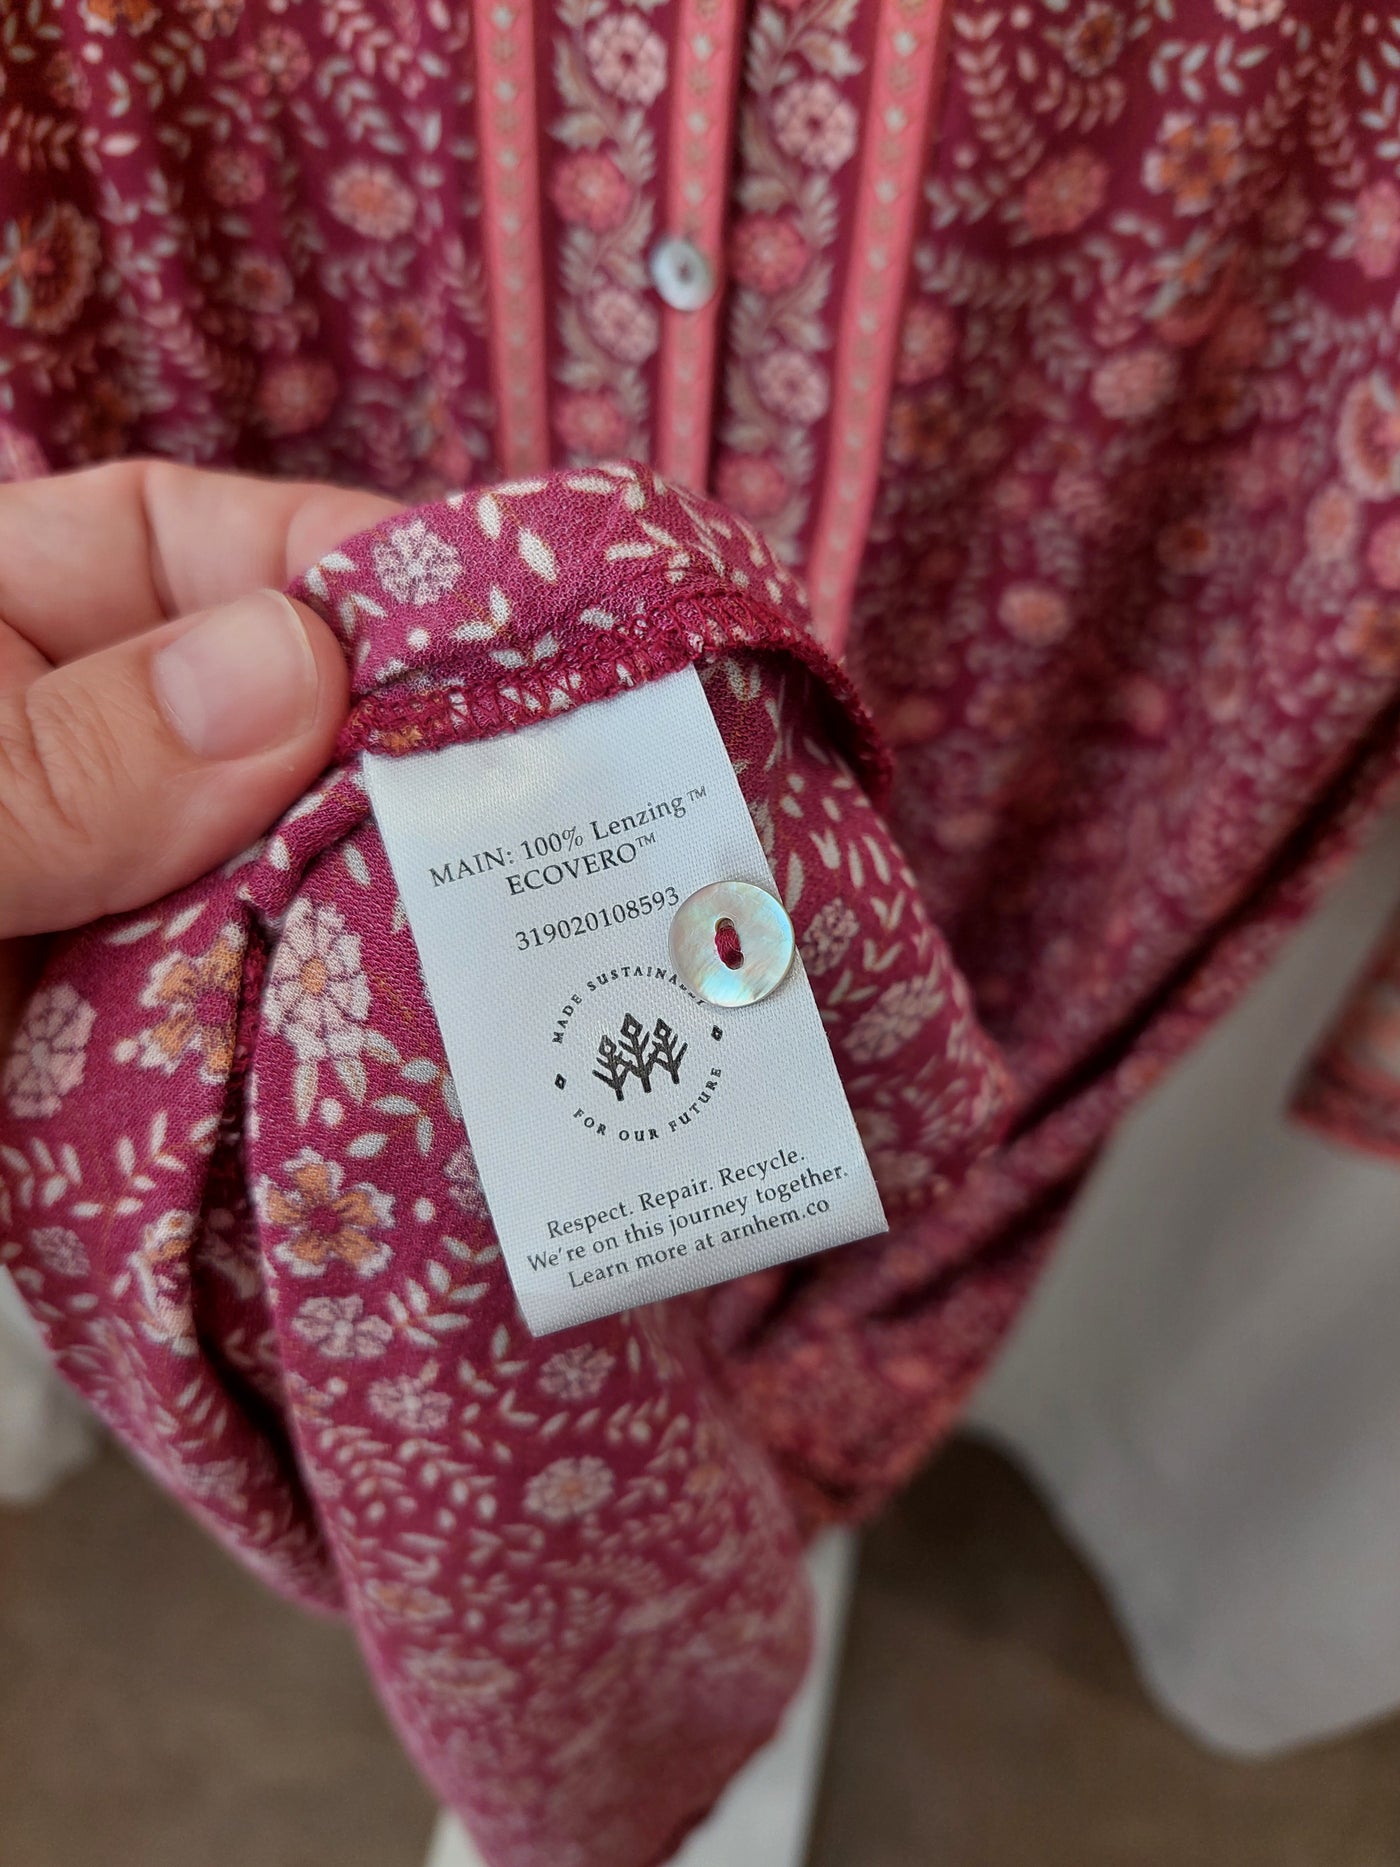 MAIN: 100% Lenzing™
ECOVERO™
319020108593
MADE
FOR OUR FUTURE
Respect. Repair. Recycle.
We're on this journey together.
Learn more at arnhem.co